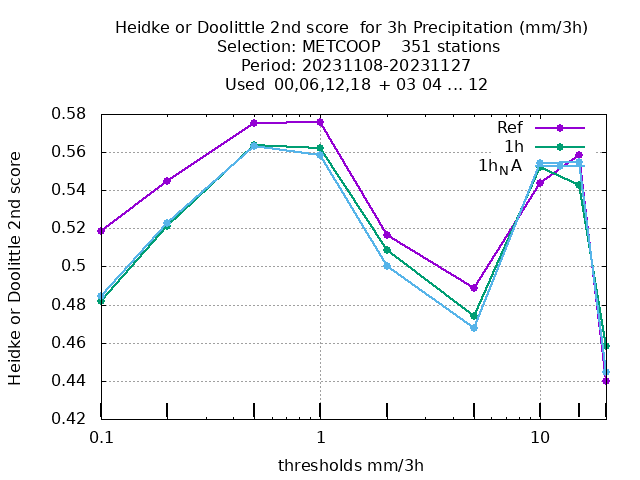 Heidke or Doolittle 2nd score  for 3h Precipitation (mm/3h)
Selection: METCOOP    351 stations
Period: 20231108-20231127
Used  00,06,12,18 + 03 04 ... 12
Heidke or Doolittle 2nd score
0.58
0.56
0.54
0.52
0.5
0.48
0.46
0.44
0.42
Ref
1h
1hNA
0.1
1
10
thresholds mm/3h